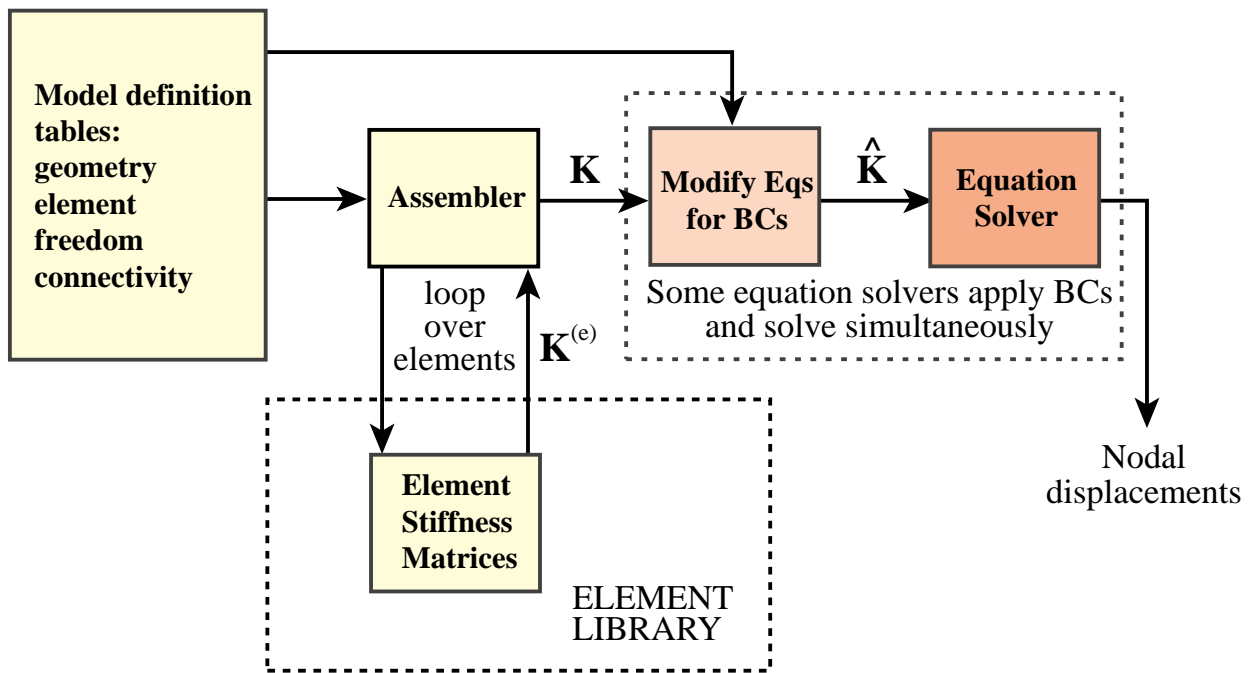 Model definition
tables:
geometry
element
freedom
connectivity
Assembler
K
Modify Eqs
for BCs
K̂
Equation
Solver
Some equation solvers apply BCs
and solve simultaneously
loop
over
elements
K(e)
Element
Stiffness
Matrices
ELEMENT
LIBRARY
Nodal
displacements